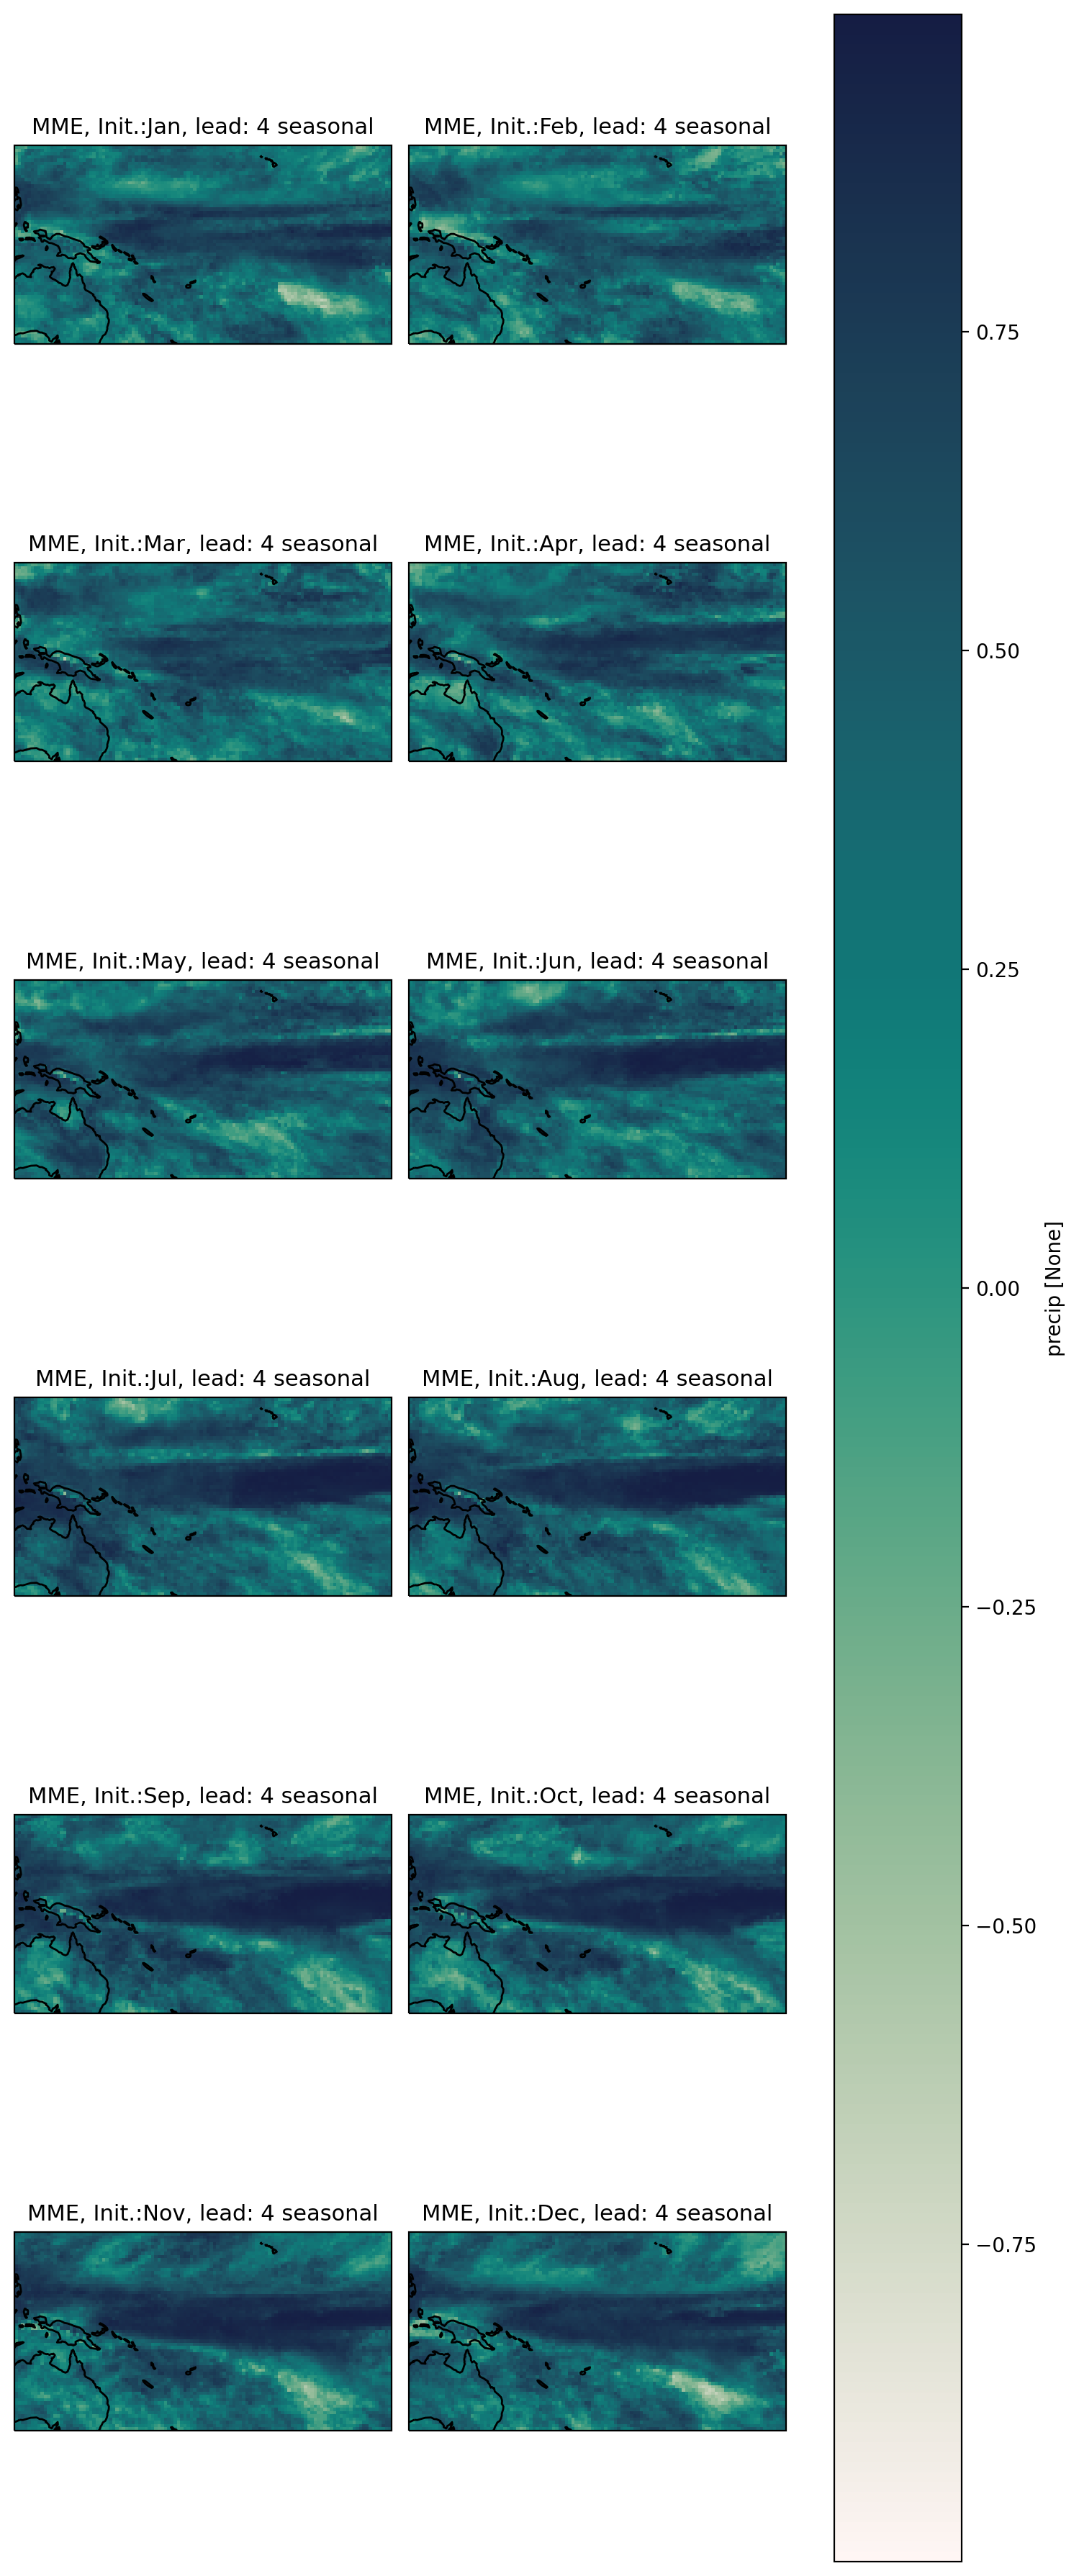 MME, Init.:Jan, lead: 4 seasonal
MME, Init.:Feb, lead: 4 seasonal
MME, Init.:Mar, lead: 4 seasonal
MME, Init.:Apr, lead: 4 seasonal
MME, Init.:May, lead: 4 seasonal
MME, Init.:Jun, lead: 4 seasonal
MME, Init.:Jul, lead: 4 seasonal
MME, Init.:Aug, lead: 4 seasonal
MME, Init.:Sep, lead: 4 seasonal
MME, Init.:Oct, lead: 4 seasonal
MME, Init.:Nov, lead: 4 seasonal
MME, Init.:Dec, lead: 4 seasonal
0.75
0.50
0.25
0.00
−0.25
−0.50
−0.75
precip [None]